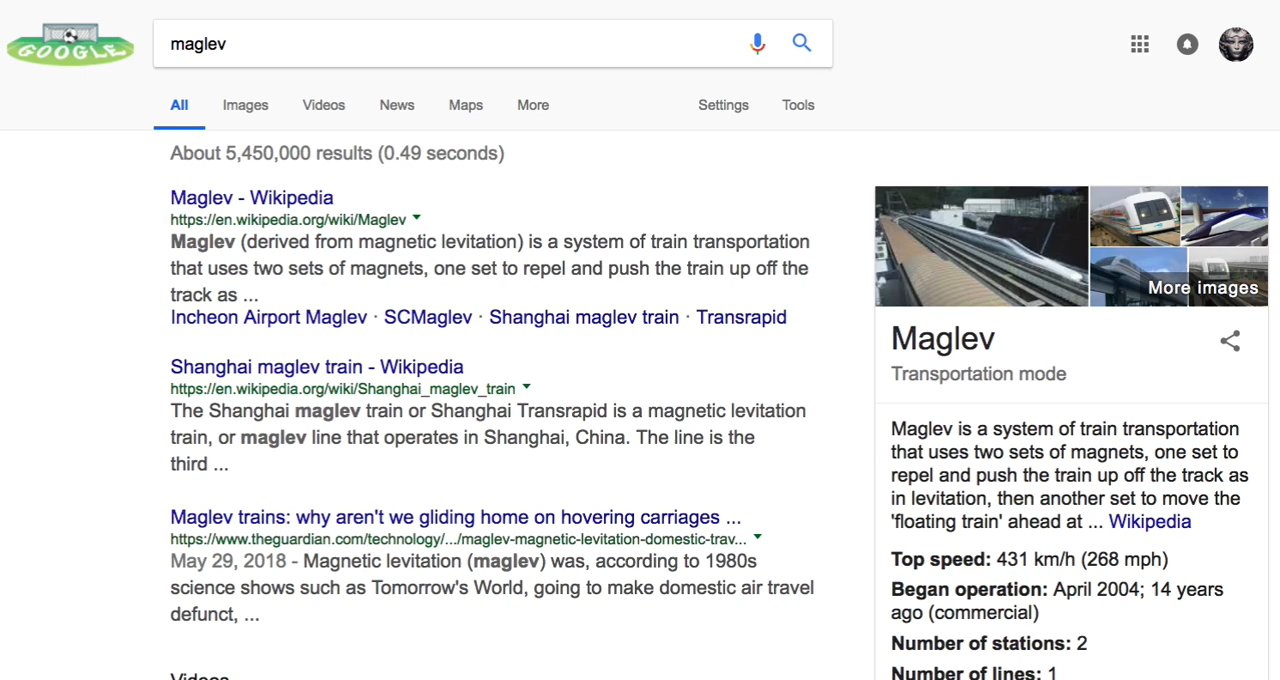 GOOGLE
maglev
All Images Videos News Maps More Settings Tools
About 5,450,000 results (0.49 seconds)
Maglev - Wikipedia
https://en.wikipedia.org/wiki/Maglev
Maglev (derived from magnetic levitation) is a system of train transportation
that uses two sets of magnets, one set to repel and push the train up off the
track as ...
Incheon Airport Maglev · SCMaglev · Shanghai maglev train · Transrapid
Shanghai maglev train - Wikipedia
https://en.wikipedia.org/wiki/Shanghai_maglev_train
The Shanghai maglev train or Shanghai Transrapid is a magnetic levitation
train, or maglev line that operates in Shanghai, China. The line is the
third ...
Maglev trains: why aren't we gliding home on hovering carriages ...
https://www.theguardian.com/technology/.../maglev-magnetic-levitation-domestic-trav...
May 29, 2018 - Magnetic levitation (maglev) was, according to 1980s
science shows such as Tomorrow's World, going to make domestic air travel
defunct, ...
Videos
More images
Maglev
Transportation mode
Maglev is a system of train transportation
that uses two sets of magnets, one set to
repel and push the train up off the track as
in levitation, then another set to move the
'floating train' ahead at ... Wikipedia
Top speed: 431 km/h (268 mph)
Began operation: April 2004; 14 years
ago (commercial)
Number of stations: 2
Number of lines: 1